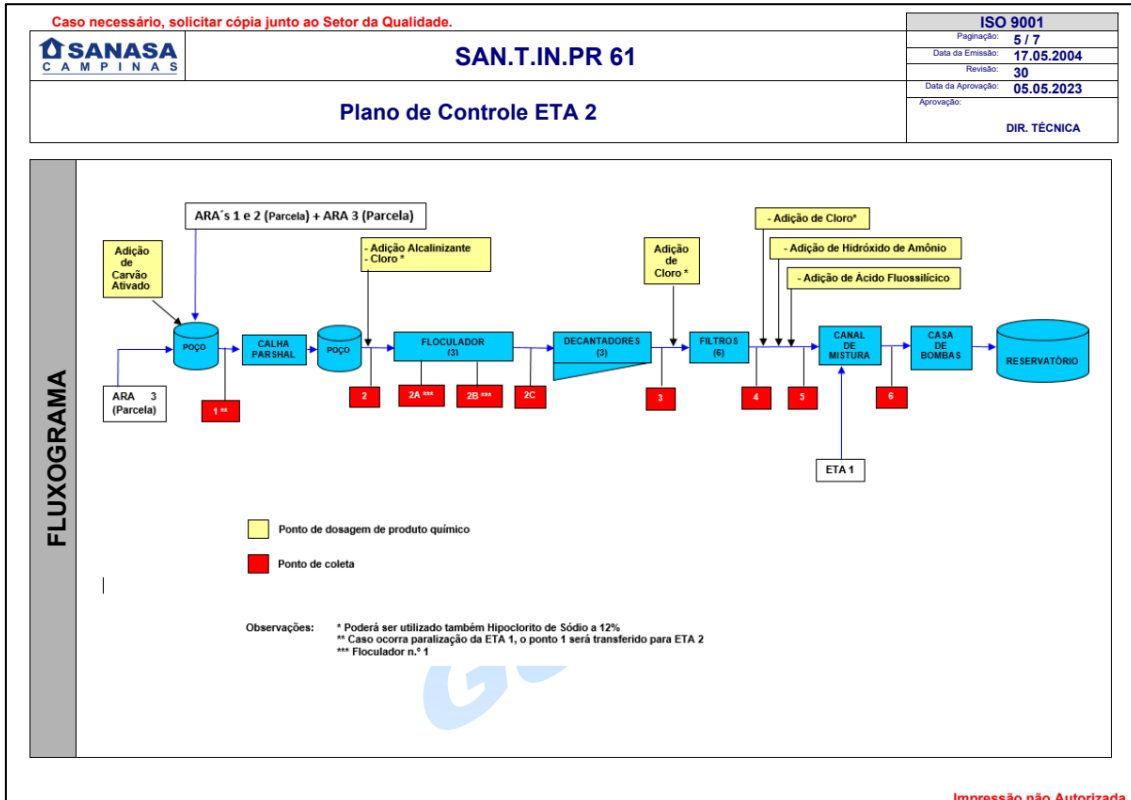 Caso necessário, solicitar cópia junto ao Setor da Qualidade.
SANASA
CAMPINAS
SAN.T.IN.PR 61
Plano de Controle ETA 2
ISO 9001
Paginação: 5 / 7
Data da Emissão: 17.05.2004
Revisão: 30
Data da Aprovação: 05.05.2023
Aprovação:
DIR. TÉCNICA
FLUXOGRAMA
ARA´s 1 e 2 (Parcela) + ARA 3 (Parcela)
Adição
de
Carvão
Ativado
- Adição Alcalinizante
- Cloro *
Adição
de
Cloro *
- Adição de Cloro*
- Adição de Hidróxido de Amônio
- Adição de Ácido Fluossilícico
POÇO
CALHA
PARSHAL
POÇO
FLOCULADOR
(3)
DECANTADORES
(3)
FILTROS
(6)
CANAL
DE
MISTURA
CASA
DE
BOMBAS
RESERVATÓRIO
ARA 3
(Parcela)
1 **
2
2A ***
2B ***
2C
3
4
5
6
ETA 1
Ponto de dosagem de produto químico
Ponto de coleta
Observações: * Poderá ser utilizado também Hipoclorito de Sódio a 12%
** Caso ocorra paralização da ETA 1, o ponto 1 será transferido para ETA 2
*** Floculador n.º 1
Impressão não Autorizada